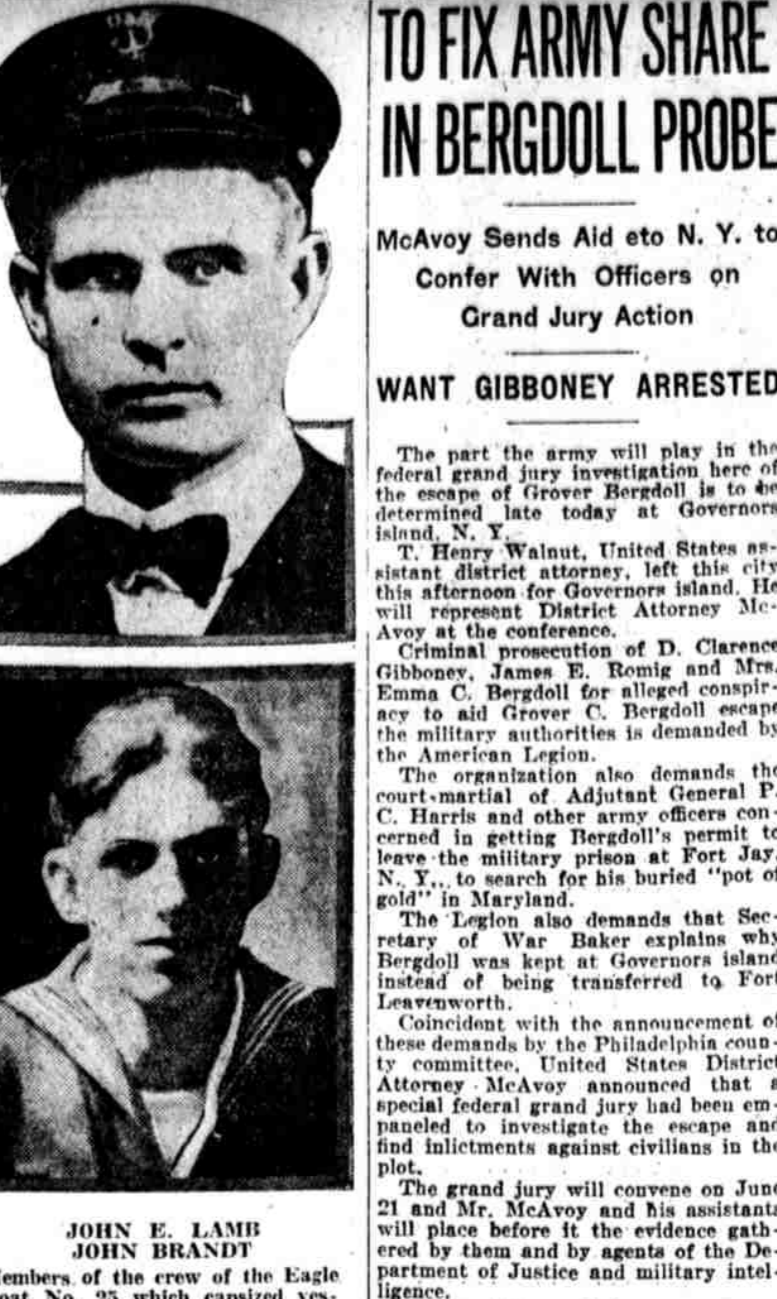 JOHN E. LAMB
JOHN BRANDT
embers of the crew of the Eagle
oat No. 25 which capsized yes-
TO FIX ARMY SHARE
IN BERGDOLL PROBE
McAvoy Sends Aid eto N. Y. to
Confer With Officers on
Grand Jury Action
WANT GIBBONEY ARRESTED
The part the army will play in the
federal grand jury investigation here of
the escape of Grover Bergdoll is to be
determined late today at Governors
island, N. Y.
T. Henry Walnut, United States as-
sistant district attorney, left this city
this afternoon for Governors island. He
will represent District Attorney Mc-
Avoy at the conference.
Criminal prosecution of D. Clarence
Gibboney, James E. Romig and Mrs.
Emma C. Bergdoll for alleged conspir-
acy to aid Grover C. Bergdoll escape
the military authorities is demanded by
the American Legion.
The organization also demands the
court-martial of Adjutant General P.
C. Harris and other army officers con-
cerned in getting Bergdoll's permit to
leave the military prison at Fort Jay,
N. Y., to search for his buried "pot of
gold" in Maryland.
The Legion also demands that Sec-
retary of War Baker explains why
Bergdoll was kept at Governors island
instead of being transferred to Fort
Leavenworth.
Coincident with the announcement of
these demands by the Philadelphia coun-
ty committee, United States District
Attorney McAvoy announced that a
special federal grand jury had been em-
paneled to investigate the escape and
find inlictments against civilians in the
plot.
The grand jury will convene on June
21 and Mr. McAvoy and his assistants
will place before it the evidence gath-
ered by them and by agents of the De-
partment of Justice and military intel-
ligence.